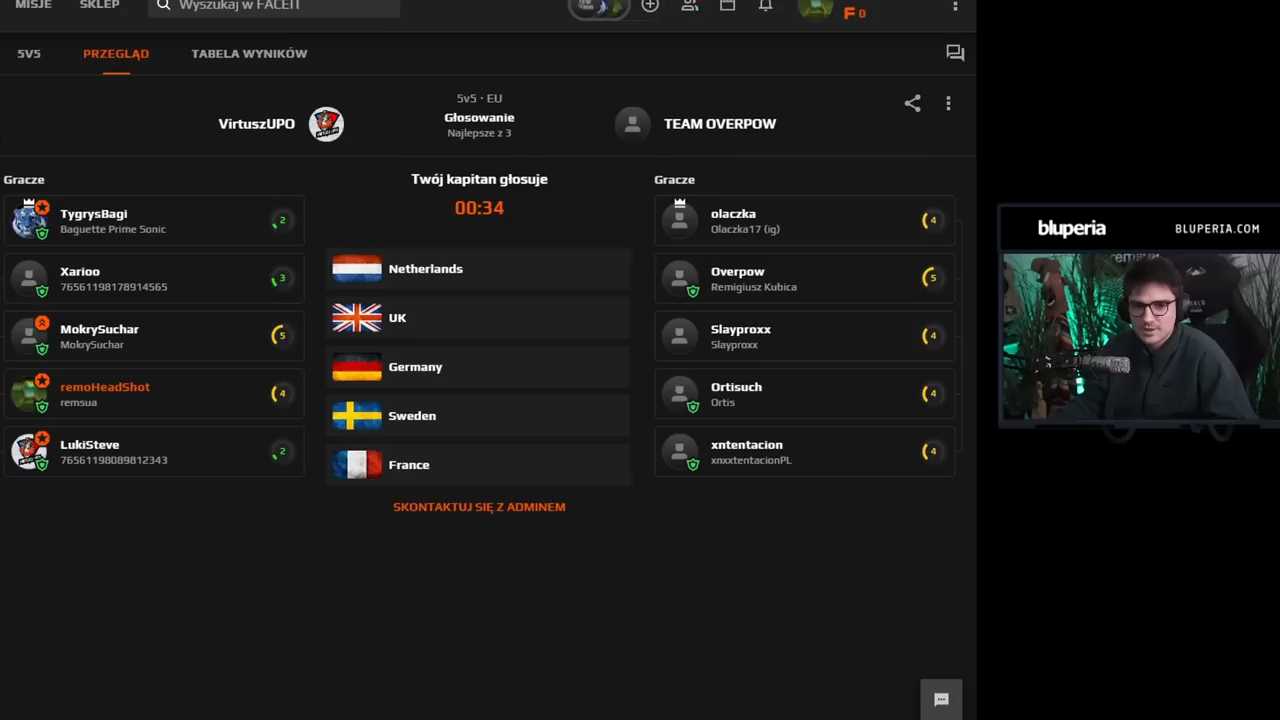 MISJE
SKLEP
Wyszukaj w FACEIT
F 0
5V5
PRZEGLĄD
TABELA WYNIKÓW
VirtuszUPO
5v5 · EU
Głosowanie
Najlepsze z 3
TEAM OVERPOW
Gracze
Twój kapitan głosuje
00:34
Gracze
TygrysBagi
Baguette Prime Sonic
2
Xarioo
76561198178914565
3
MokrySuchar
MokrySuchar
5
remoHeadShot
remsua
4
LukiSteve
76561198089812343
2
Netherlands
UK
Germany
Sweden
France
SKONTAKTUJ SIĘ Z ADMINEM
olaczka
Olaczka17 (ig)
4
Overpow
Remigiusz Kubica
5
Slayproxx
Slayproxx
4
Ortisuch
Ortis
4
xntentacion
xnxxtentacionPL
4
bluperia
BLUPERIA.COM